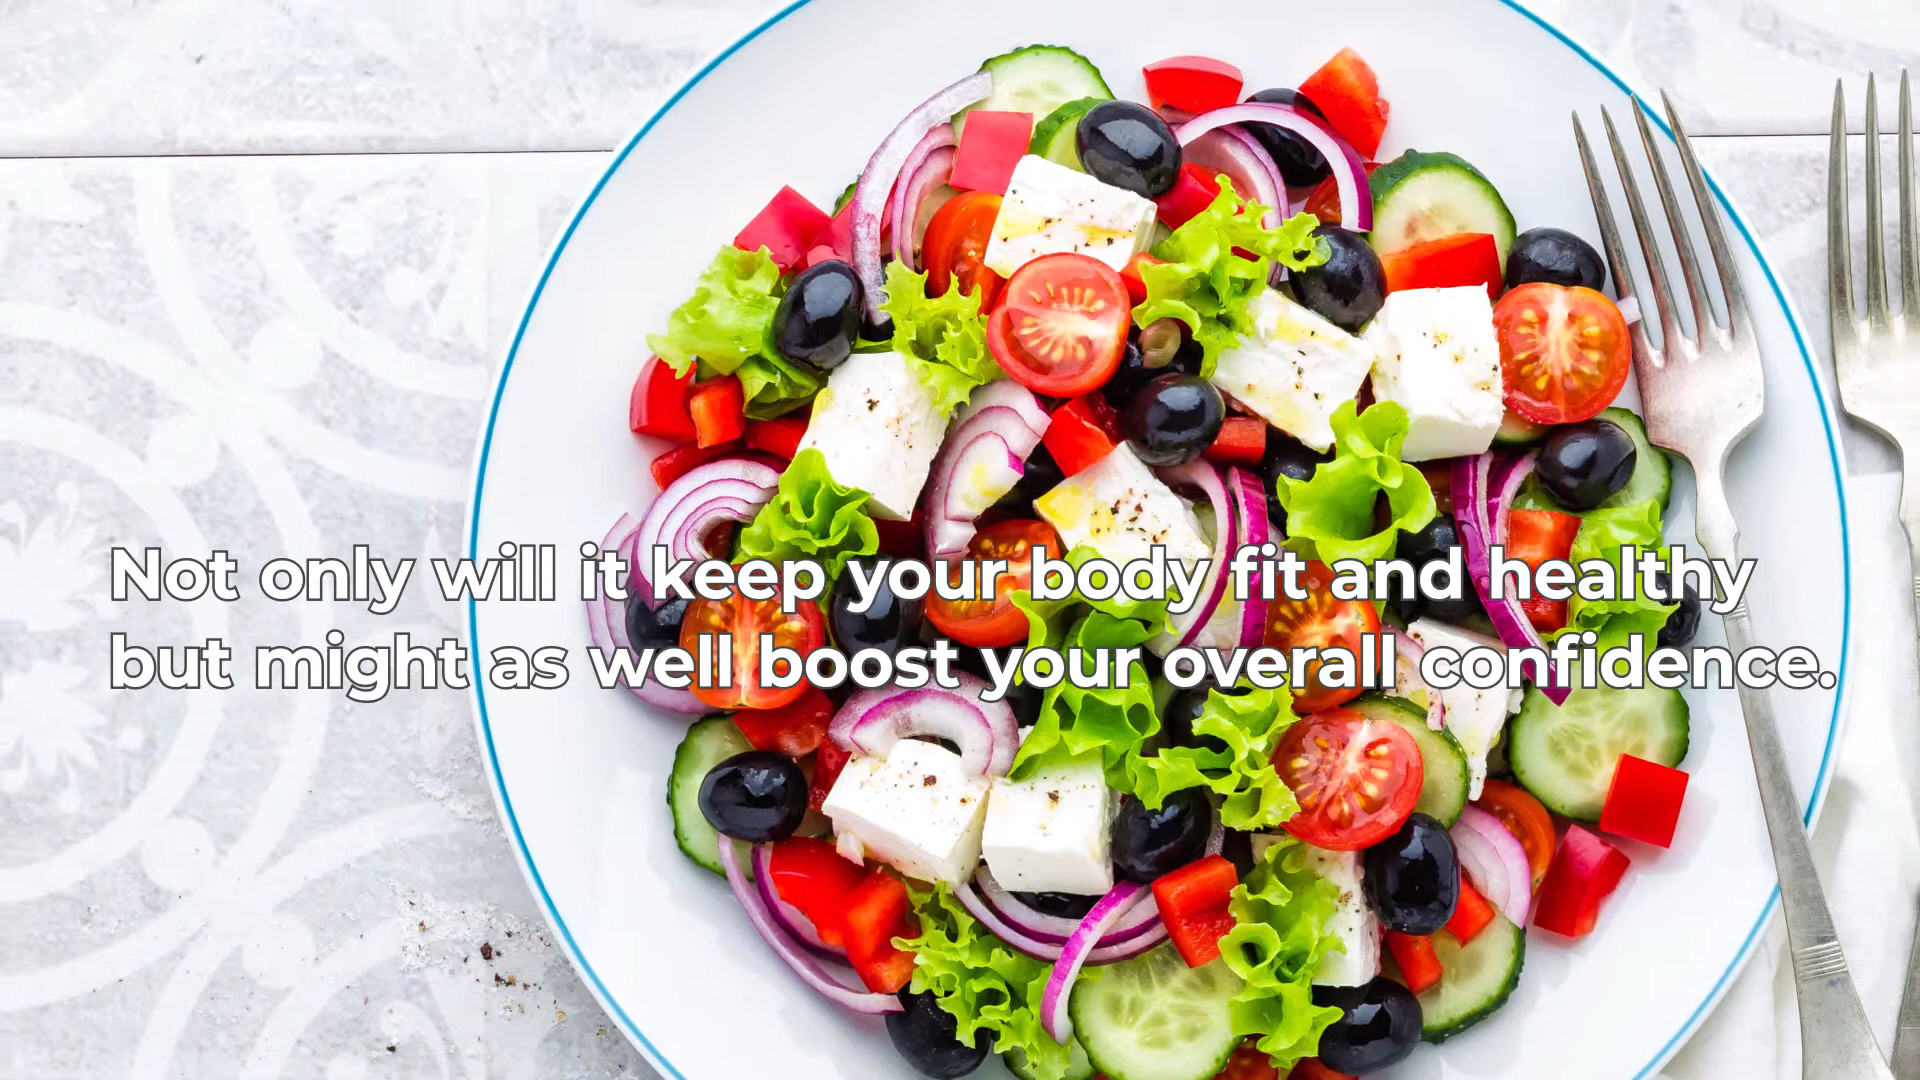 Not only will it keep your body fit and healthy
but might as well boost your overall confidence.